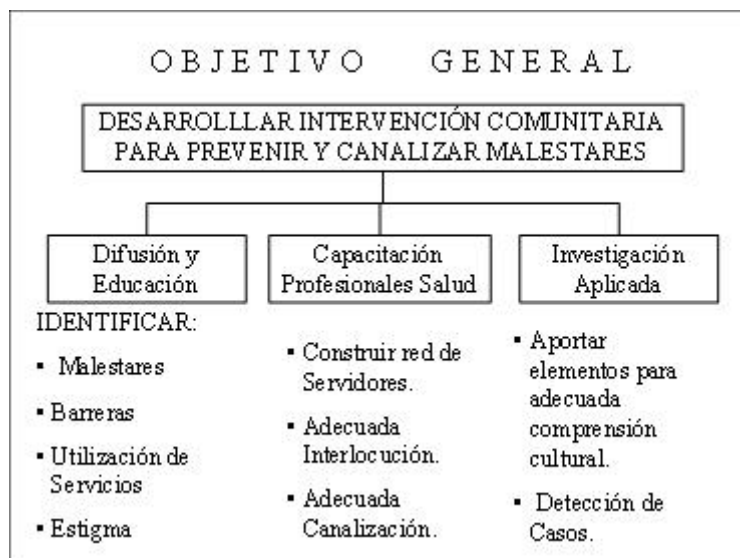 OBJETIVO GENERAL
DESARROLLLAR INTERVENCIÓN COMUNITARIA
PARA PREVENIR Y CANALIZAR MALESTARES
Difusión y
Educación
IDENTIFICAR:
▪ Malestares
▪ Barreras
▪ Utilización de
Servicios
▪ Estigma
Capacitación
Profesionales Salud
▪ Construir red de
Servidores.
▪ Adecuada
Interlocución.
▪ Adecuada
Canalización.
Investigación
Aplicada
▪ Aportar
elementos para
adecuada
comprensión
cultural.
▪ Detección de
Casos.